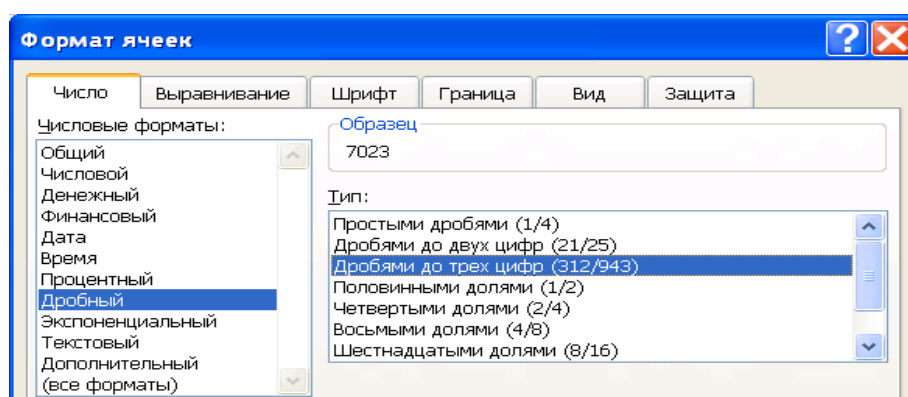 Формат ячеек
Число Выравнивание Шрифт Граница Вид Защита
Числовые форматы:
Общий
Числовой
Денежный
Финансовый
Дата
Время
Процентный
Дробный
Экспоненциальный
Текстовый
Дополнительный
(все форматы)
Образец
7023
Тип:
Простыми дробями (1/4)
Дробями до двух цифр (21/25)
Дробями до трех цифр (312/943)
Половинными долями (1/2)
Четвертыми долями (2/4)
Восьмыми долями (4/8)
Шестнадцатыми долями (8/16)